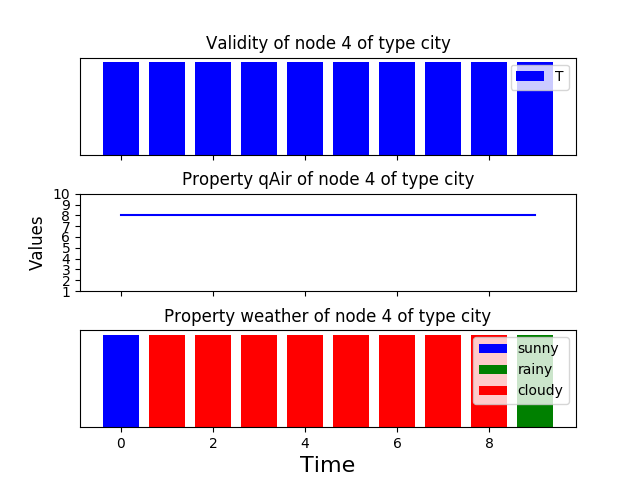 Validity of node 4 of type city
T
Property qAir of node 4 of type city
Values
10
9
8
7
6
5
4
3
2
1
Property weather of node 4 of type city
sunny
rainy
cloudy
0 2 4 6 8
Time